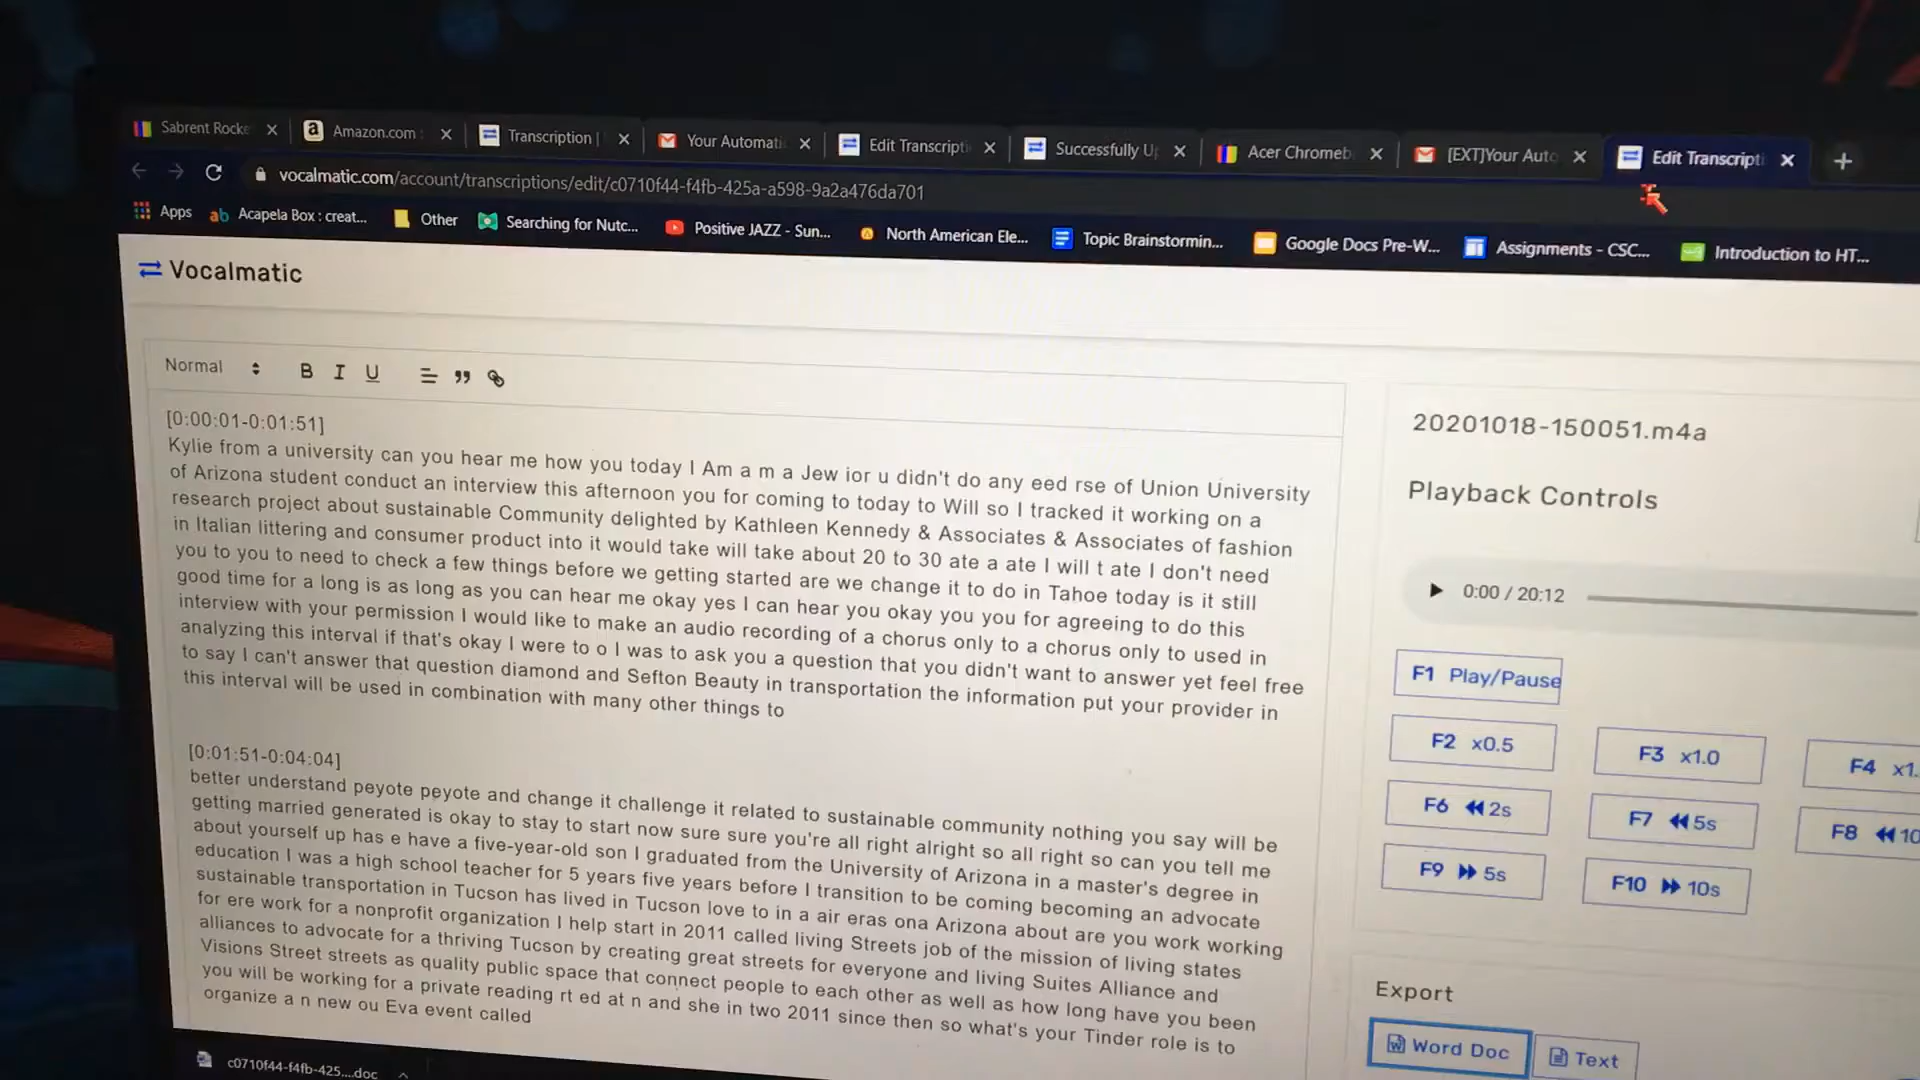 Sabrent Rocke
Amazon.com :
Transcription |
Your Automati
Edit Transcripti
Successfully Up
Acer Chromeb
[EXT]Your Auto
Edit Transcripti
vocalmatic.com/account/transcriptions/edit/c0710f44-f4fb-425a-a598-9a2a476da701
Apps
Acapela Box : creat...
Other
Searching for Nutc...
Positive JAZZ - Sun...
North American Ele...
Topic Brainstormin...
Google Docs Pre-W...
Assignments - CSC...
Introduction to HT...
Vocalmatic
Normal B I U
[0:00:01-0:01:51]
Kylie from a university can you hear me how you today I Am a m a Jew ior u didn't do any eed rse of Union University
of Arizona student conduct an interview this afternoon you for coming to today to Will so I tracked it working on a
research project about sustainable Community delighted by Kathleen Kennedy & Associates & Associates of fashion
in Italian littering and consumer product into it would take will take about 20 to 30 ate a ate I will t ate I don't need
you to you to need to check a few things before we getting started are we change it to do in Tahoe today is it still
good time for a long is as long as you can hear me okay yes I can hear you okay you you for agreeing to do this
interview with your permission I would like to make an audio recording of a chorus only to a chorus only to used in
analyzing this interval if that's okay I were to o I was to ask you a question that you didn't want to answer yet feel free
to say I can't answer that question diamond and Sefton Beauty in transportation the information put your provider in
this interval will be used in combination with many other things to
[0:01:51-0:04:04]
better understand peyote peyote and change it challenge it related to sustainable community nothing you say will be
getting married generated is okay to stay to start now sure sure you're all right alright so all right so can you tell me
about yourself up has e have a five-year-old son I graduated from the University of Arizona in a master's degree in
education I was a high school teacher for 5 years five years before I transition to be coming becoming an advocate
sustainable transportation in Tucson has lived in Tucson love to in a air eras ona Arizona about are you work working
for ere work for a nonprofit organization I help start in 2011 called living Streets job of the mission of living states
alliances to advocate for a thriving Tucson by creating great streets for everyone and living Suites Alliance and
Visions Street streets as quality public space that connect people to each other as well as how long have you been
you will be working for a private reading rt ed at n and she in two 2011 since then so what's your Tinder role is to
organize a n new ou Eva event called
20201018-150051.m4a
Playback Controls
0:00 / 20:12
F1 Play/Pause
F2 x0.5
F3 x1.0
F4 x1.
F6 2s
F7 5s
F8 10
F9 5s
F10 10s
Export
Word Doc
Text
c0710f44-f4fb-425....doc